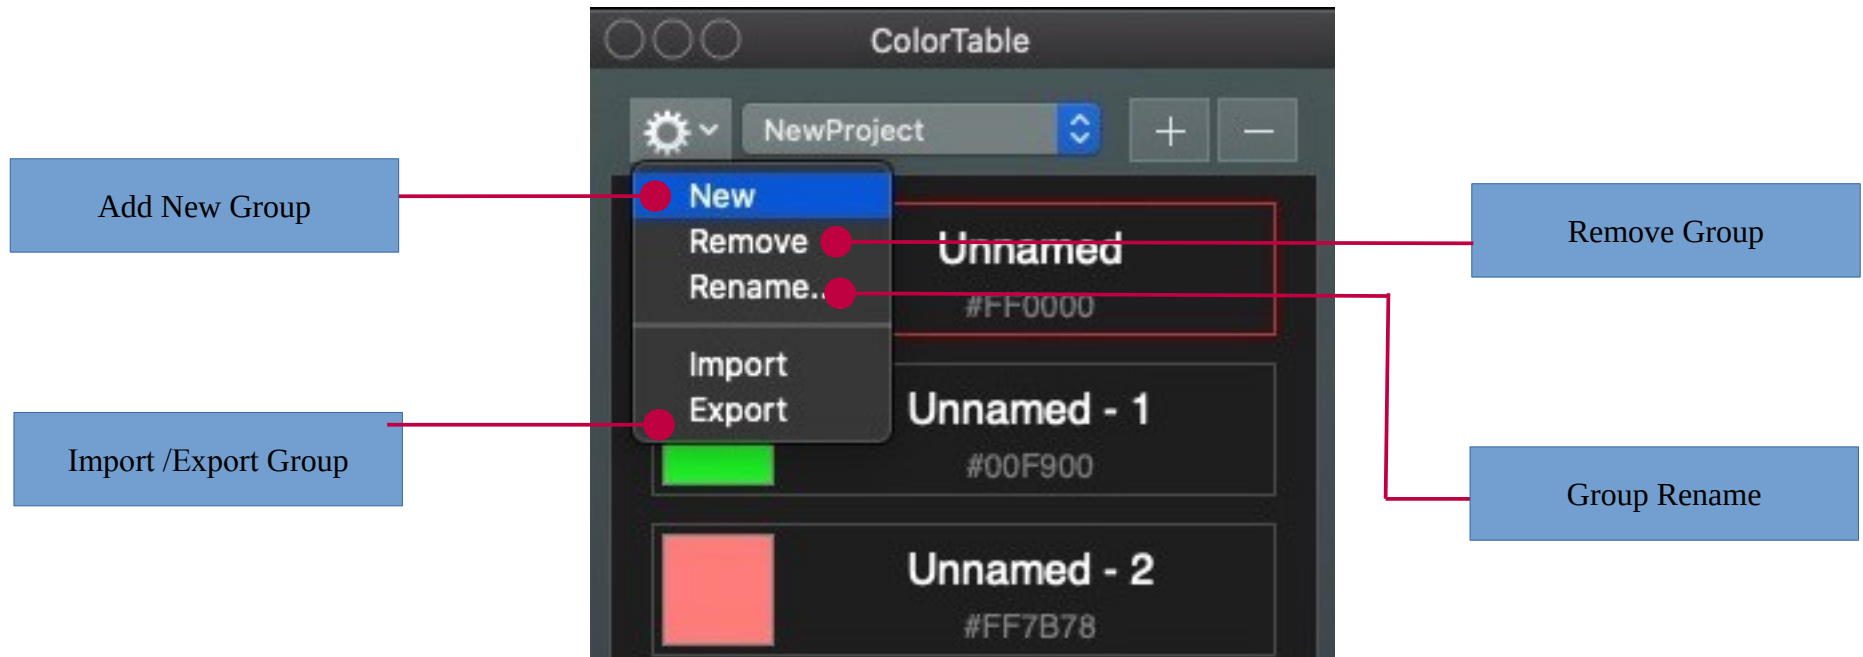 ColorTable
NewProject
Add New Group
New
Remove
Rename..
Import
Export
Remove Group
Unnamed
#FF0000
Import /Export Group
Unnamed - 1
#00F900
Group Rename
Unnamed - 2
#FF7B78